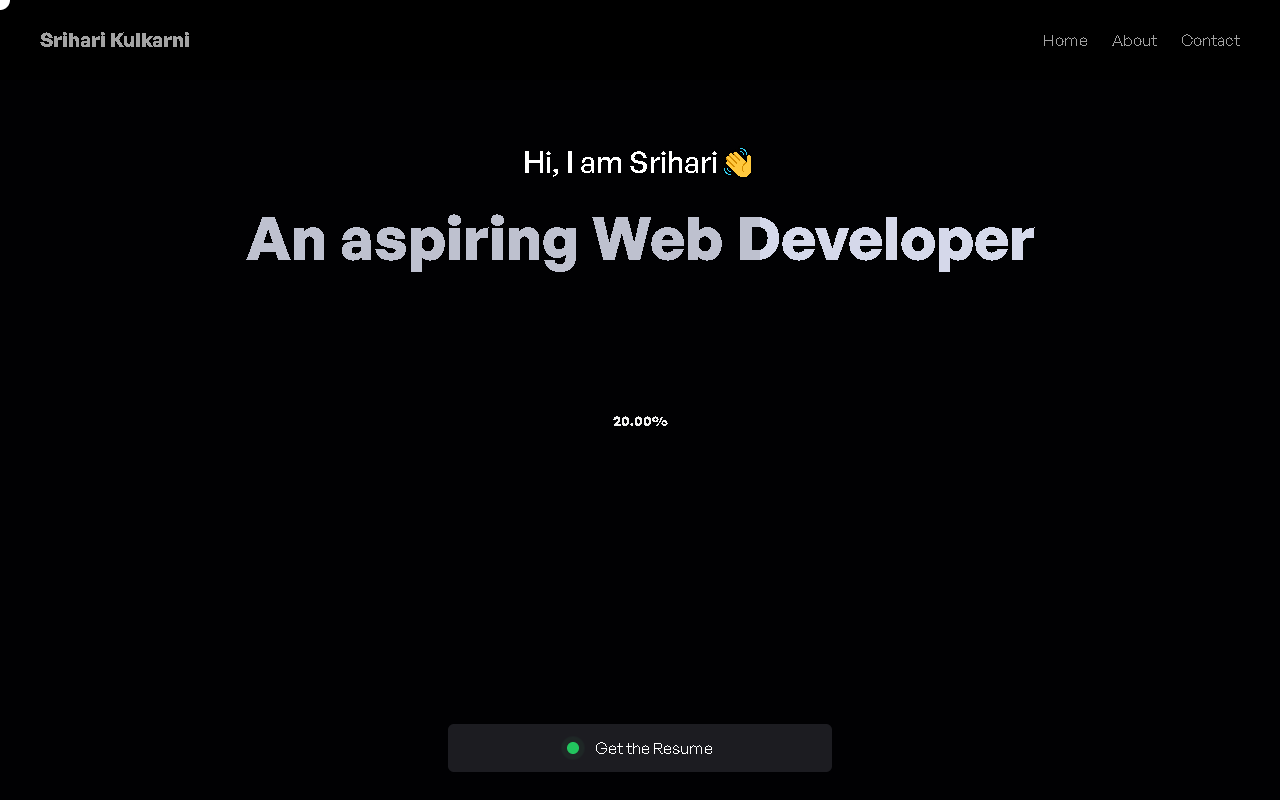 Srihari Kulkarni
Home About Contact
Hi, I am Srihari 👋
An aspiring Web Developer
20.00%
Get the Resume